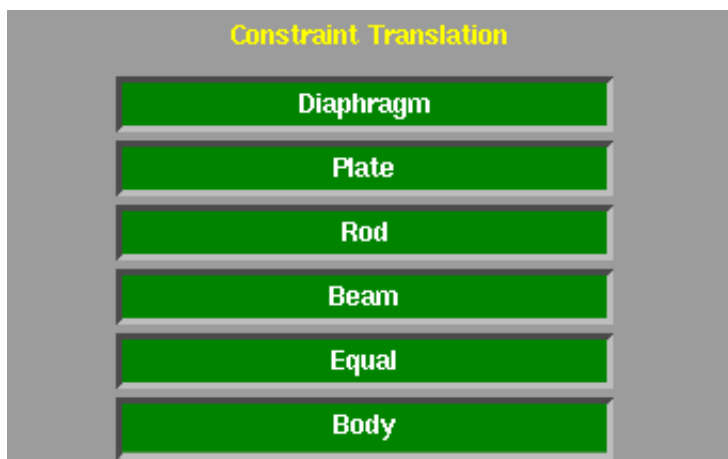 Constraint Translation
Diaphragm
Plate
Rod
Beam
Equal
Body